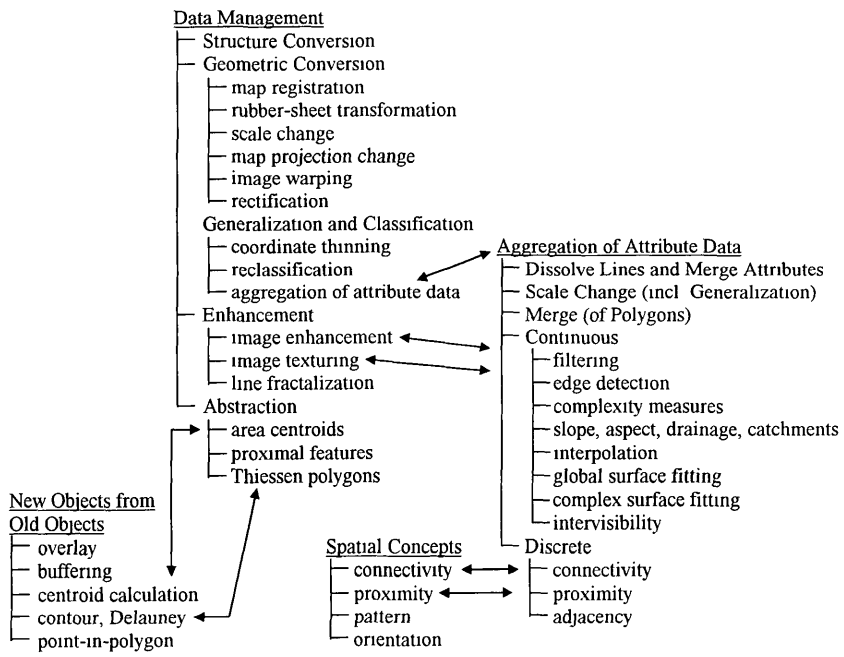 Data Management
Structure Conversion
Geometric Conversion
map registration
rubber-sheet transformation
scale change
map projection change
image warping
rectification
Generalization and Classification
coordinate thinning
reclassification
aggregation of attribute data
Enhancement
image enhancement
image texturing
line fractalization
Abstraction
area centroids
proximal features
Thiessen polygons
Aggregation of Attribute Data
Dissolve Lines and Merge Attributes
Scale Change (incl Generalization)
Merge (of Polygons)
Continuous
filtering
edge detection
complexity measures
slope, aspect, drainage, catchments
interpolation
global surface fitting
complex surface fitting
intervisibility
Discrete
connectivity
proximity
adjacency
New Objects from
Old Objects
overlay
buffering
centroid calculation
contour, Delauney
point-in-polygon
Spatial Concepts
connectivity
proximity
pattern
orientation